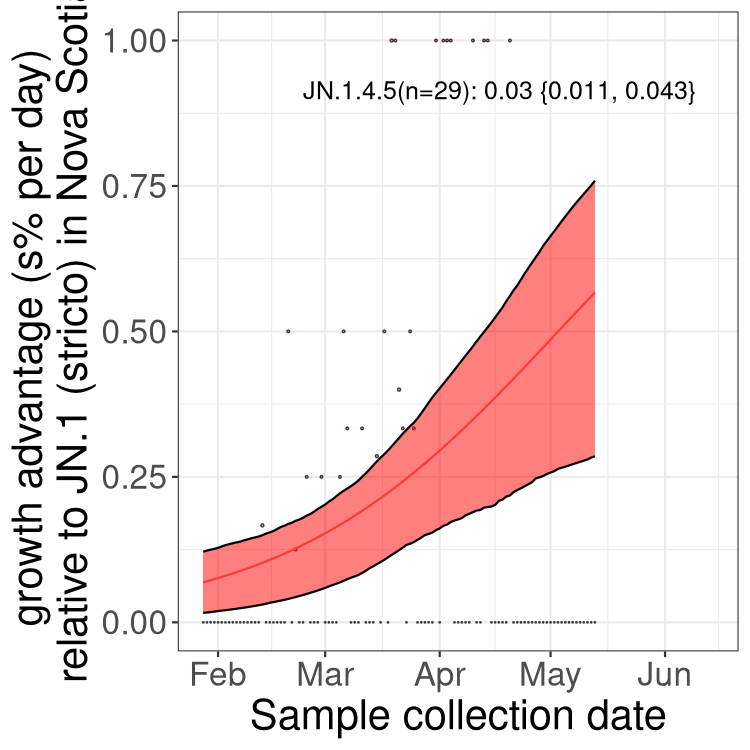 growth advantage (s% per day)
relative to JN.1 (stricto) in Nova Scotia
1.00
0.75
0.50
0.25
0.00
JN.1.4.5(n=29): 0.03 {0.011, 0.043}
Feb Mar Apr May Jun
Sample collection date